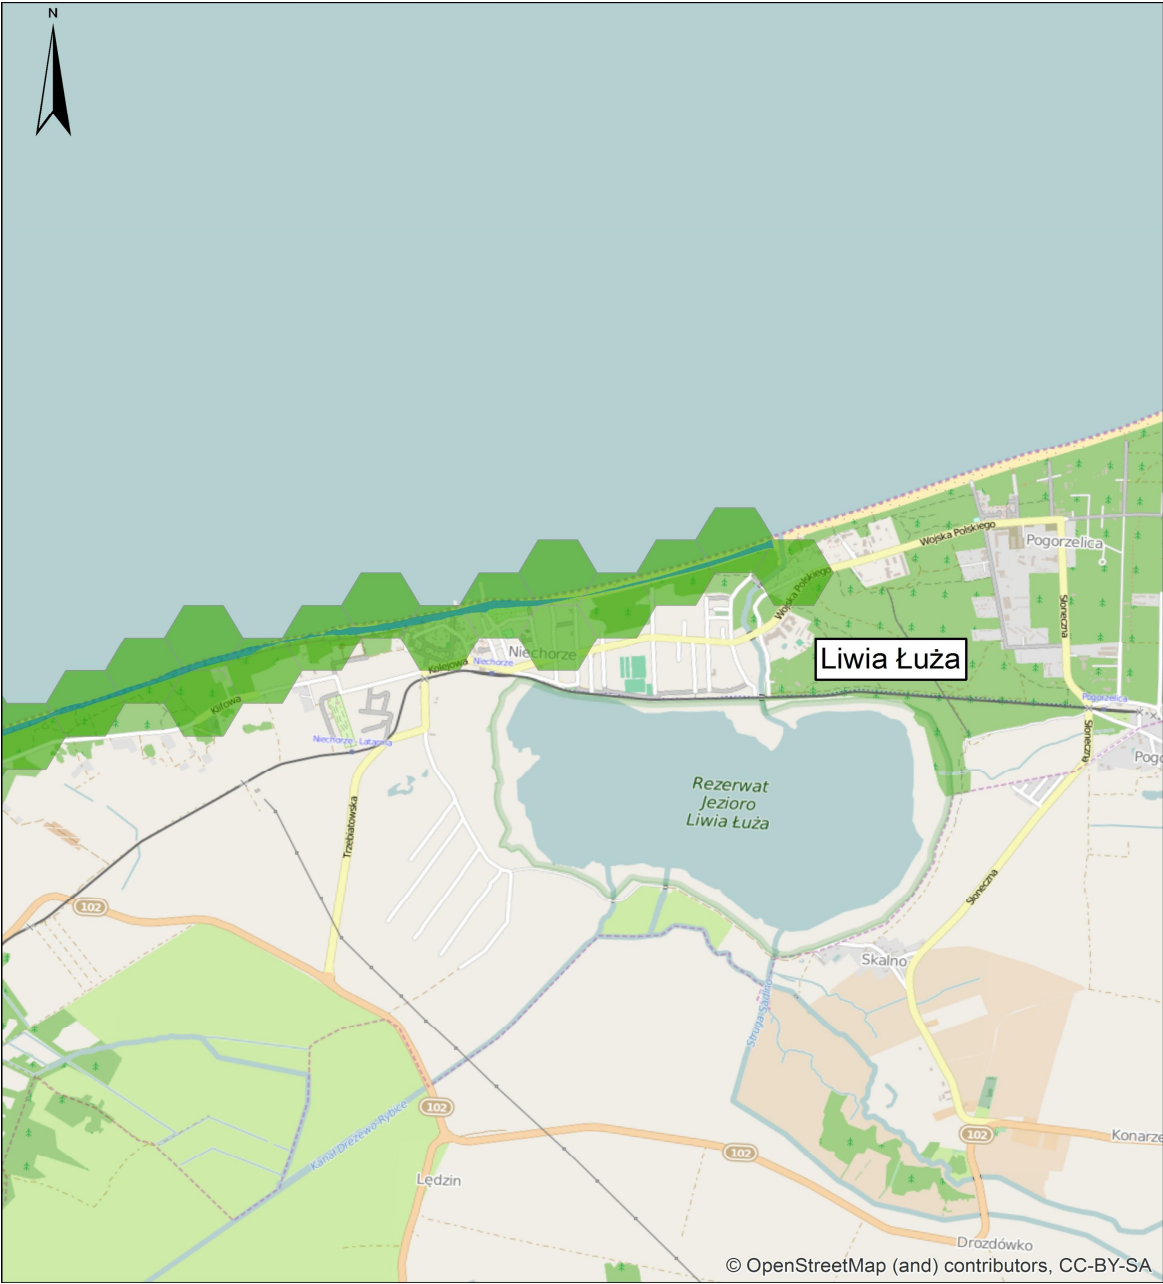 N
Wojska Polskiego
Pogorzelica
Słoneczna
Wojska Polskiego
Niechorze
Niechorze
Kolejowa
Liwia Łuża
Klifowa
Pogorzelica
Niechorze - Latarnia
Słoneczna
Pogo
Rezerwat
Jezioro
Liwia Łuża
Trzebiatowska
Słoneczna
102
Skalno
Struga Sądino
102
Kanał Dreżewo-Rybice
102
Konarze
102
Lędzin
Drozdówko
© OpenStreetMap (and) contributors, CC-BY-SA